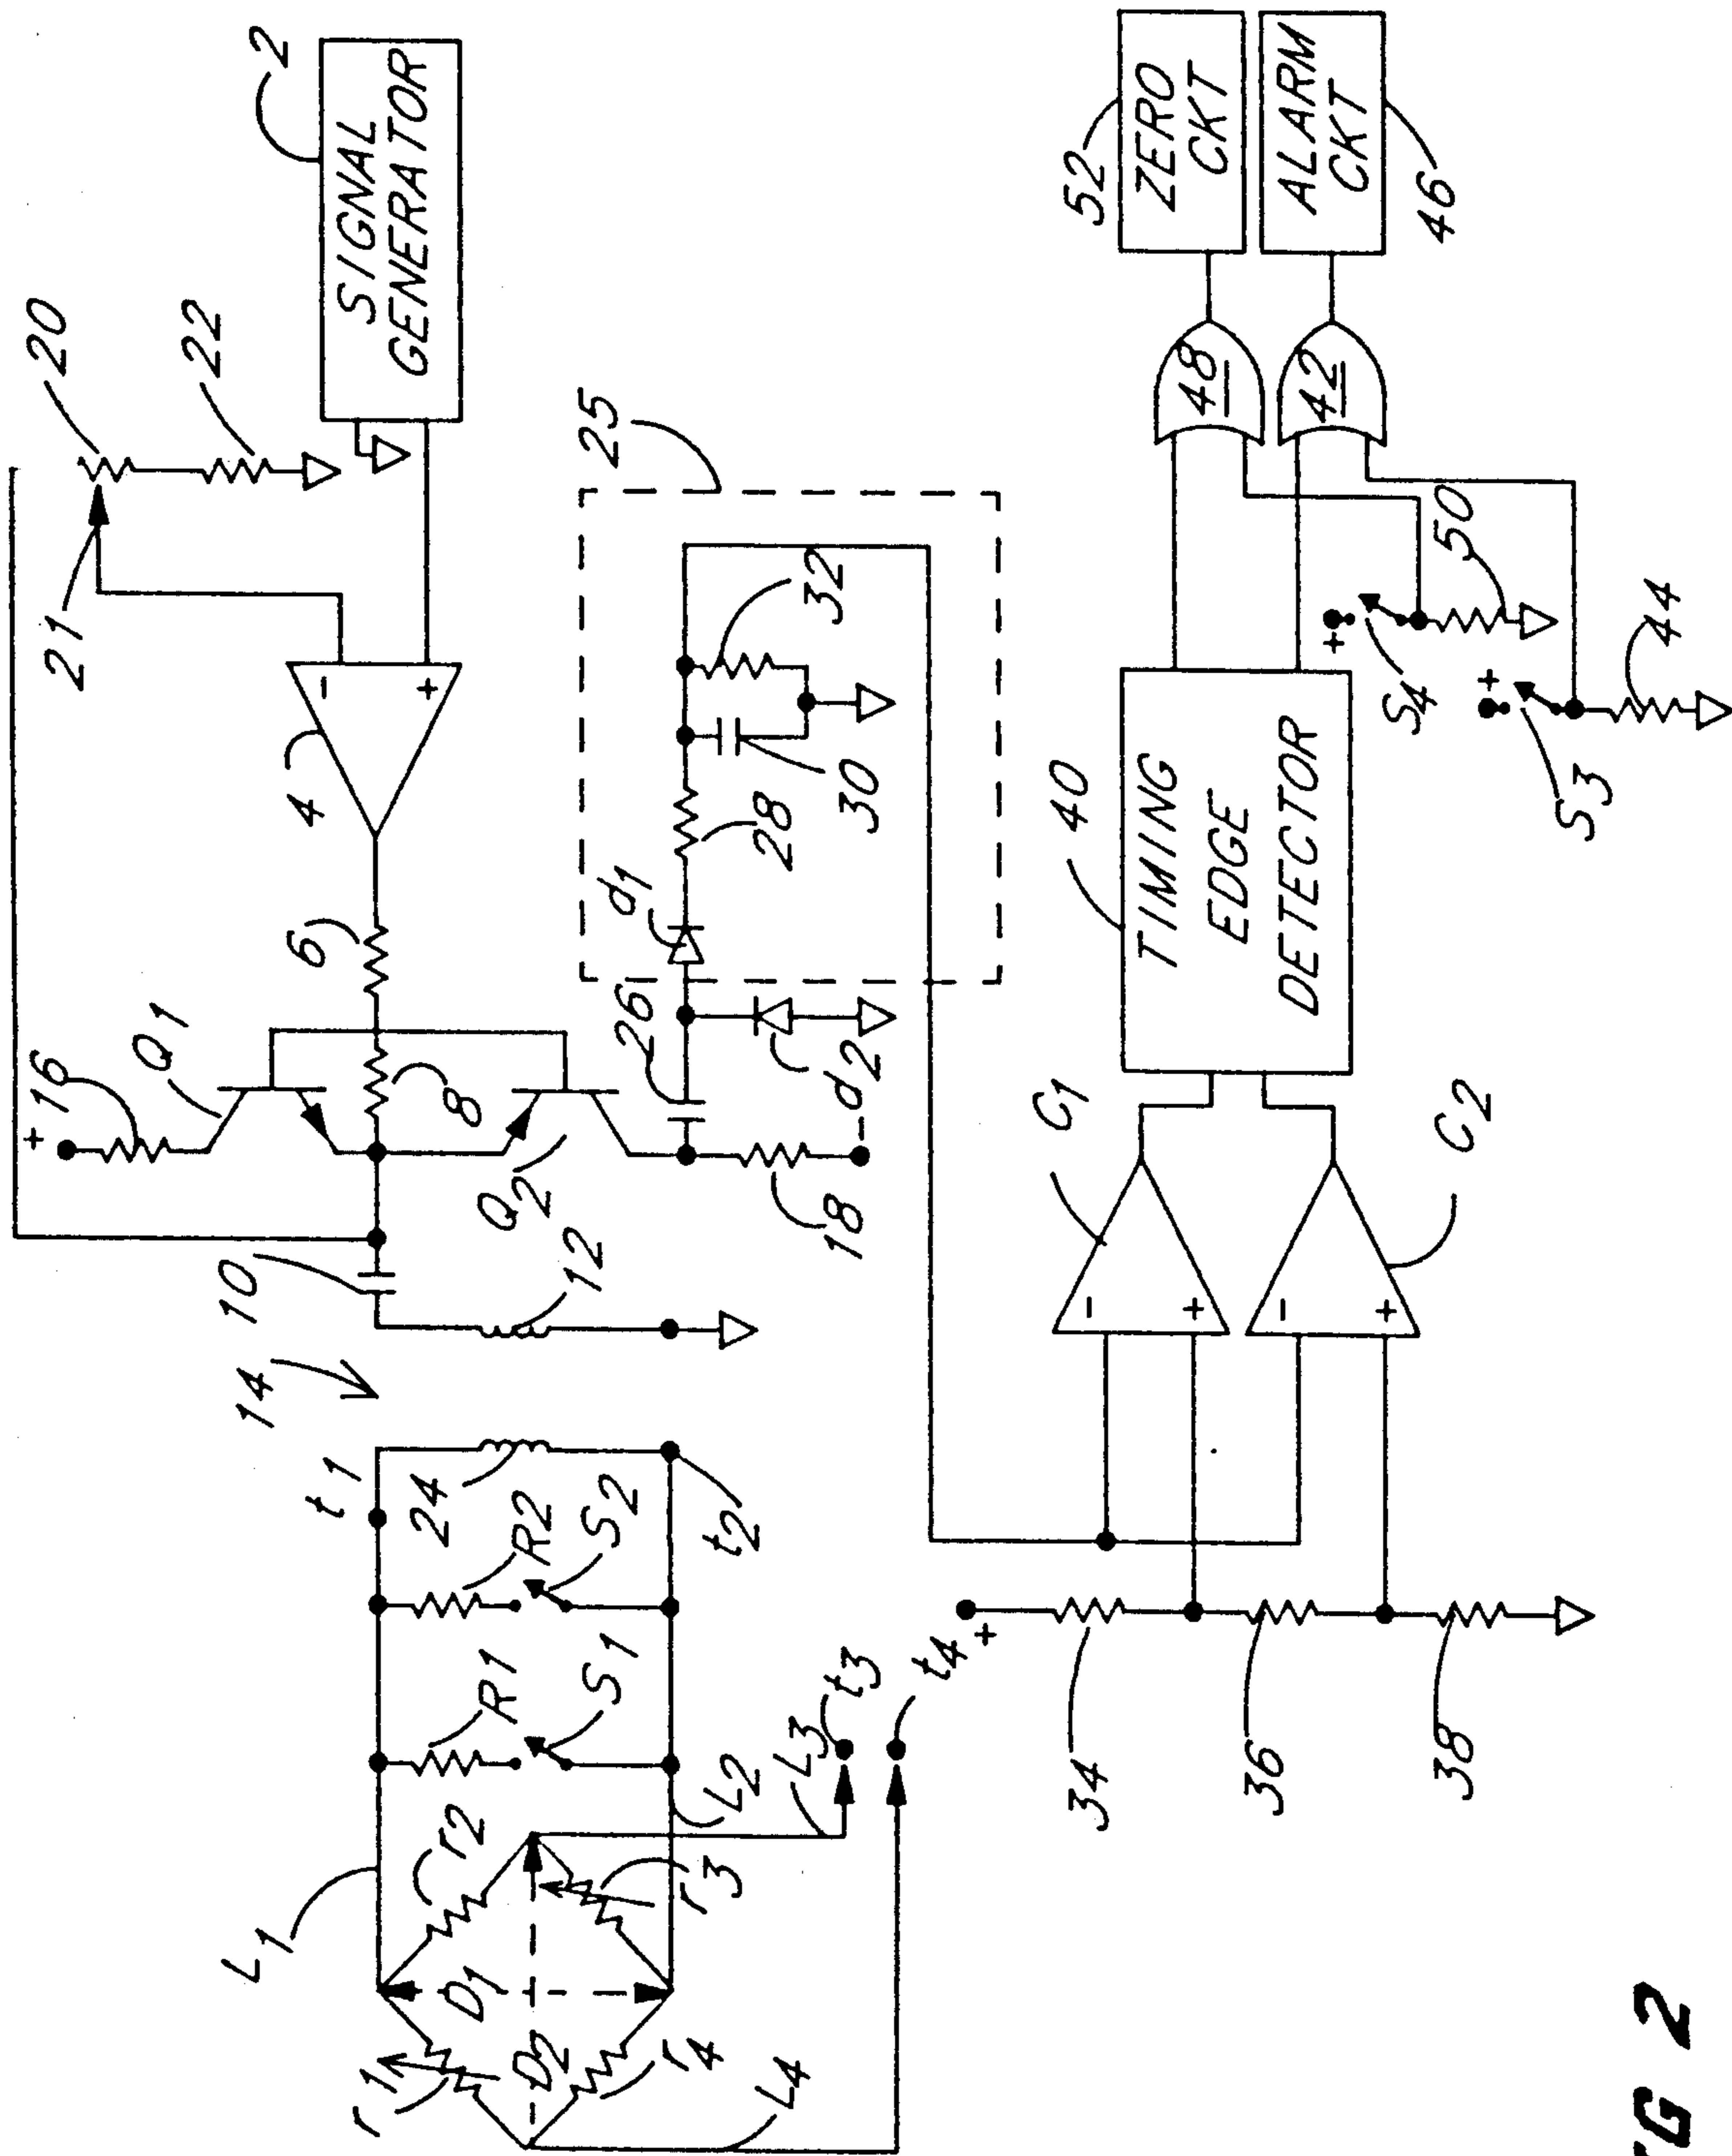 SIGNAL
GENERATOR
2
20
22
21
-
+
4
6
8
+
16
Q1
Q2
18
-
10
12
14
25
26
d1
d2
28
30
32
t1
24
t2
R2
S2
R1
S1
L1
L2
L3
L4
t3
t4
r1
r2
r3
r4
D1
D2
+
34
36
38
-
+
C1
-
+
C2
TIMING
EDGE
DETECTOR
40
+
S4
50
+
S3
44
48
42
52
ZERO
CKT
ALARM
CKT
46
2